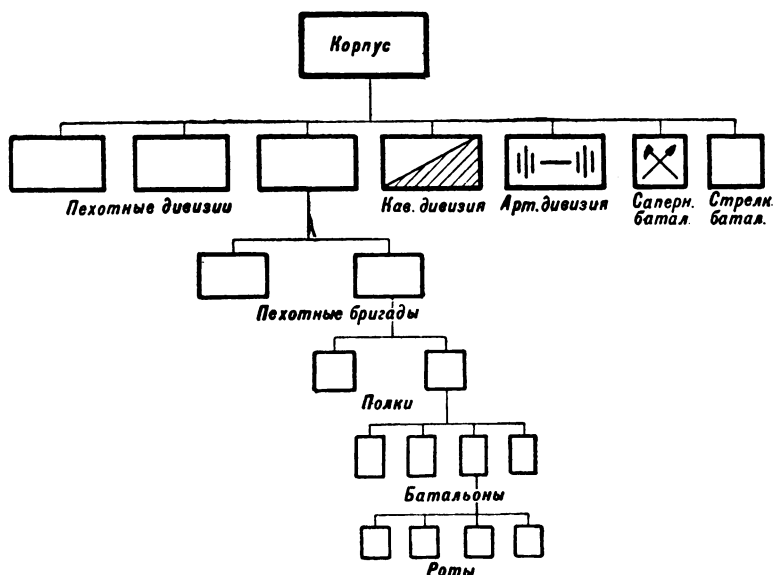 Корпус
Пехотные дивизии
Кав. дивизия
Арт. дивизия
Саперн.
батал.
Стрелк.
батал.
Пехотные бригады
Полки
Батальоны
Роты